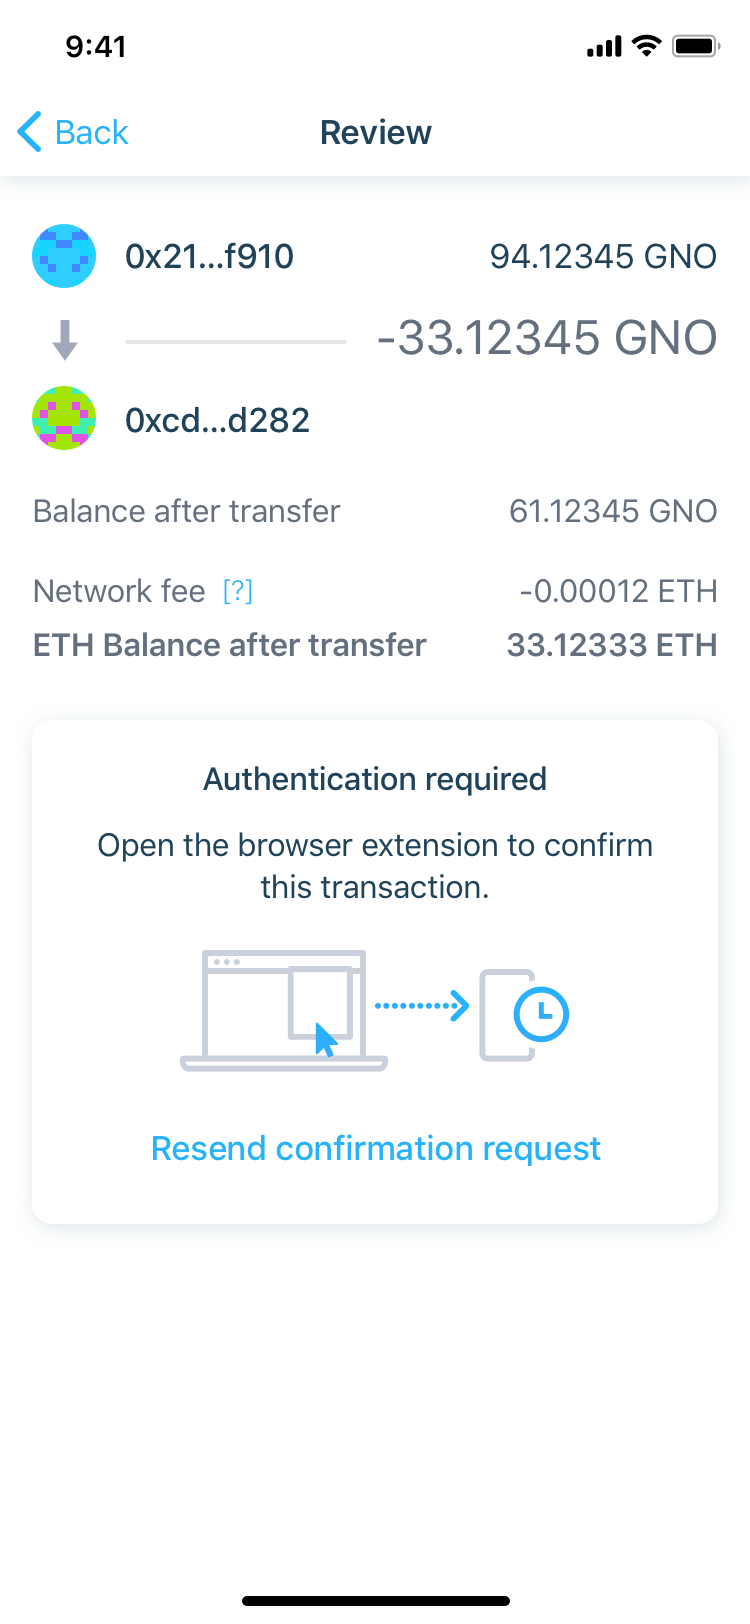 9:41
Back
Review
0x21...f910
94.12345 GNO
-33.12345 GNO
0xcd...d282
Balance after transfer
61.12345 GNO
Network fee [?]
-0.00012 ETH
ETH Balance after transfer
33.12333 ETH
Authentication required
Open the browser extension to confirm
this transaction.
Resend confirmation request